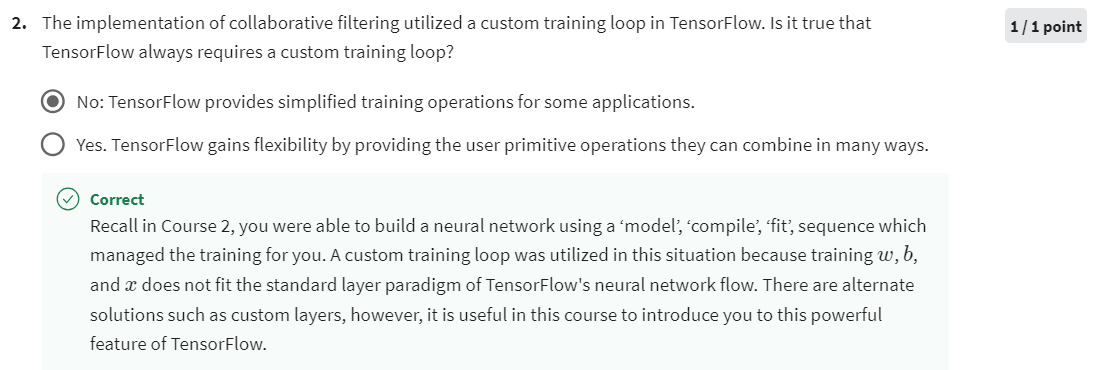 2. The implementation of collaborative filtering utilized a custom training loop in TensorFlow. Is it true that
TensorFlow always requires a custom training loop?
1 / 1 point
No: TensorFlow provides simplified training operations for some applications.
Yes. TensorFlow gains flexibility by providing the user primitive operations they can combine in many ways.
Correct
Recall in Course 2, you were able to build a neural network using a ‘model’, ‘compile’, ‘fit’, sequence which
managed the training for you. A custom training loop was utilized in this situation because training w, b,
and x does not fit the standard layer paradigm of TensorFlow's neural network flow. There are alternate
solutions such as custom layers, however, it is useful in this course to introduce you to this powerful
feature of TensorFlow.